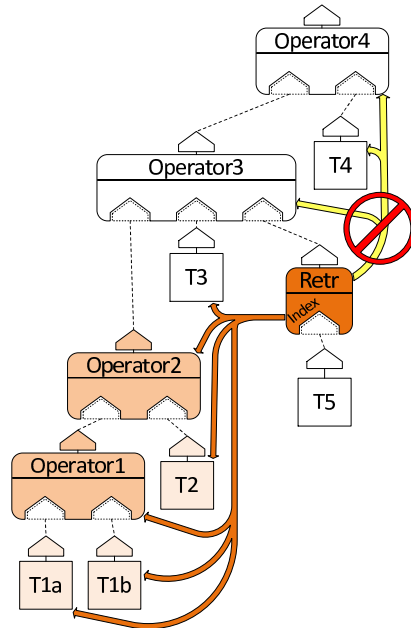 Operator4
T4
Operator3
T3
Retr
Index
T5
Operator2
T2
Operator1
T1a
T1b